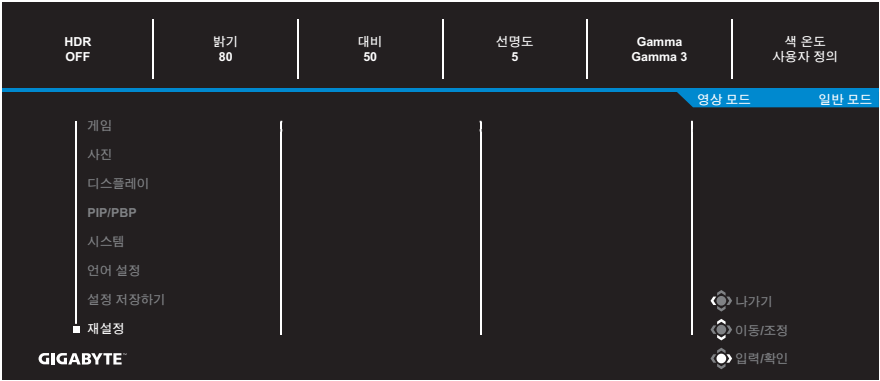 HDR
OFF
밝기
80
대비
50
선명도
5
Gamma
Gamma 3
색 온도
사용자 정의
영상 모드 일반 모드
게임
사진
디스플레이
PIP/PBP
시스템
언어 설정
설정 저장하기
재설정
나가기
이동/조정
입력/확인
GIGABYTE™